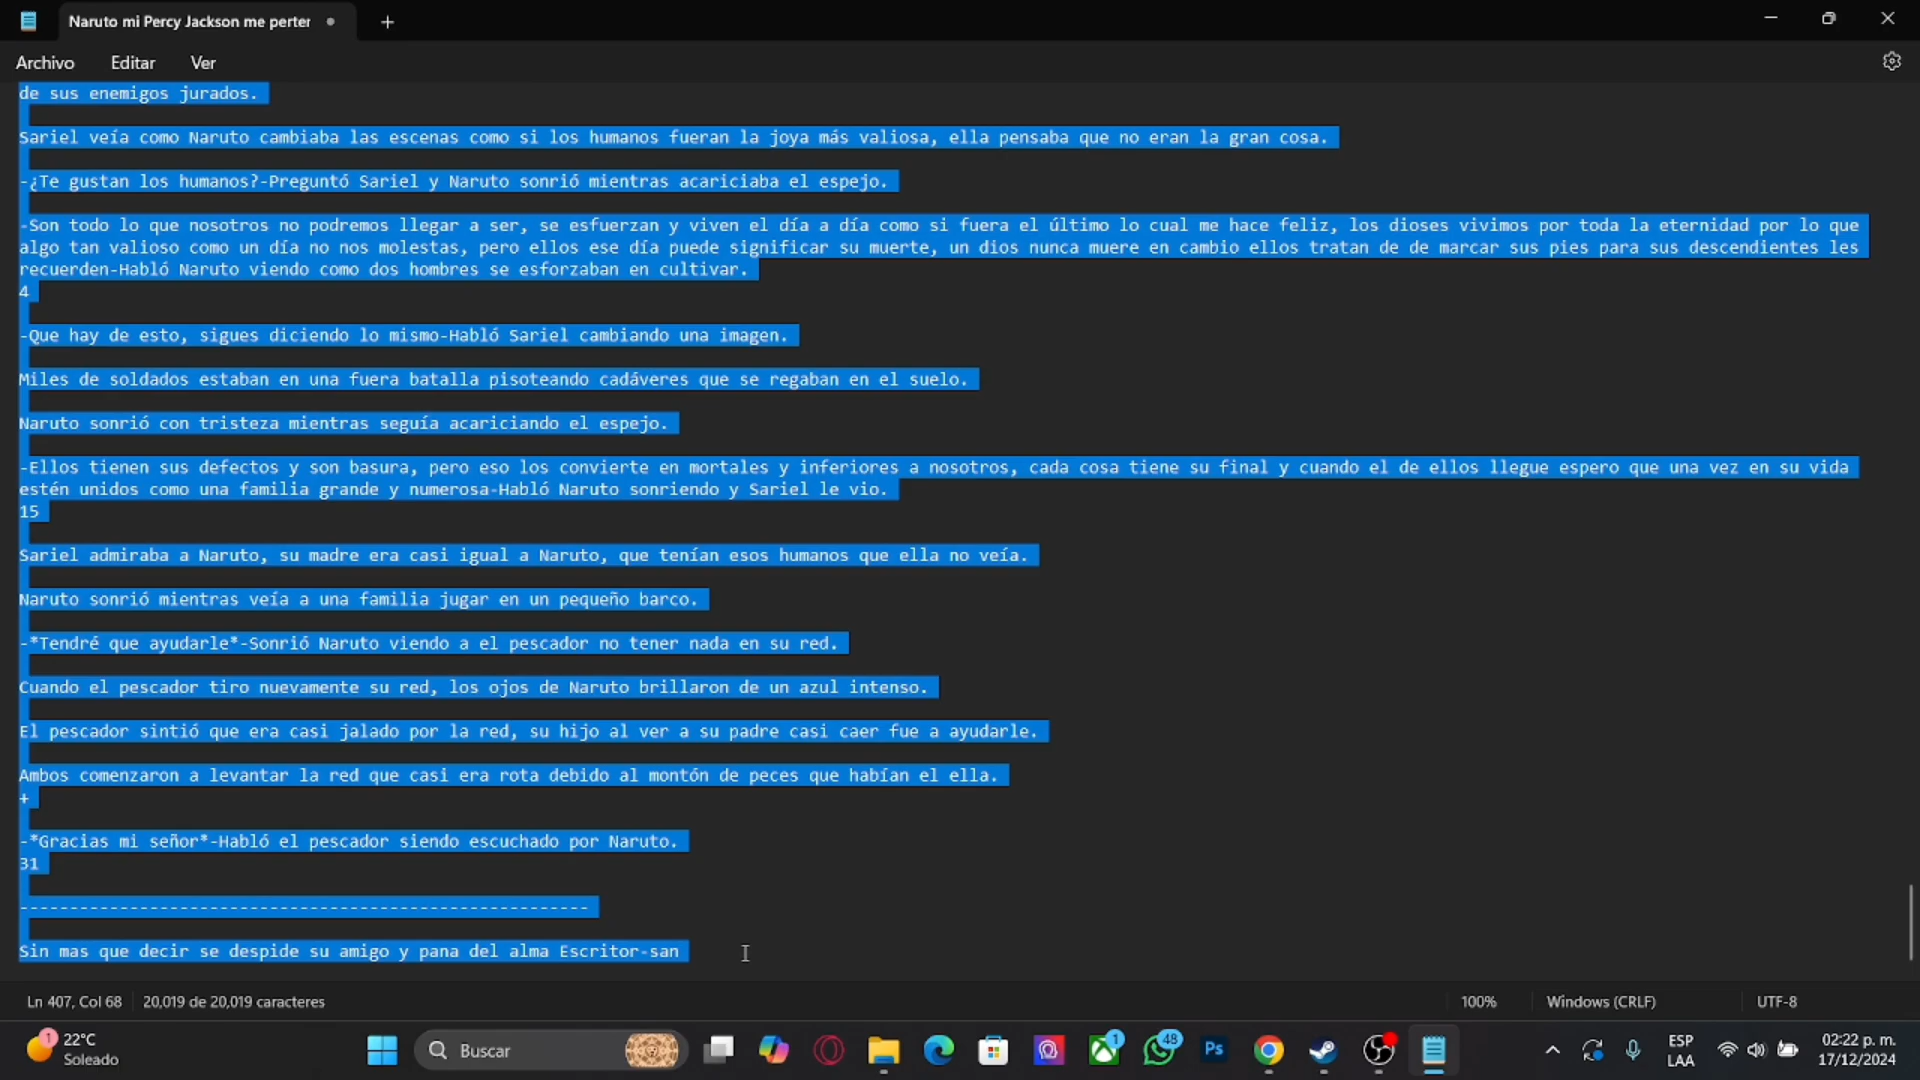 Naruto mi Percy Jackson me perter
Archivo Editar Ver
de sus enemigos jurados.
Sariel veía como Naruto cambiaba las escenas como si los humanos fueran la joya más valiosa, ella pensaba que no eran la gran cosa.
-¿Te gustan los humanos?-Preguntó Sariel y Naruto sonrió mientras acariciaba el espejo.
-Son todo lo que nosotros no podremos llegar a ser, se esfuerzan y viven el día a día como si fuera el último lo cual me hace feliz, los dioses vivimos por toda la eternidad por lo que
algo tan valioso como un día no nos molestas, pero ellos ese día puede significar su muerte, un dios nunca muere en cambio ellos tratan de de marcar sus pies para sus descendientes les
recuerden-Habló Naruto viendo como dos hombres se esforzaban en cultivar.
4
-Que hay de esto, sigues diciendo lo mismo-Habló Sariel cambiando una imagen.
Miles de soldados estaban en una fuera batalla pisoteando cadáveres que se regaban en el suelo.
Naruto sonrió con tristeza mientras seguía acariciando el espejo.
-Ellos tienen sus defectos y son basura, pero eso los convierte en mortales y inferiores a nosotros, cada cosa tiene su final y cuando el de ellos llegue espero que una vez en su vida
estén unidos como una familia grande y numerosa-Habló Naruto sonriendo y Sariel le vio.
15
Sariel admiraba a Naruto, su madre era casi igual a Naruto, que tenían esos humanos que ella no veía.
Naruto sonrió mientras veía a una familia jugar en un pequeño barco.
-*Tendré que ayudarle*-Sonrió Naruto viendo a el pescador no tener nada en su red.
Cuando el pescador tiro nuevamente su red, los ojos de Naruto brillaron de un azul intenso.
El pescador sintió que era casi jalado por la red, su hijo al ver a su padre casi caer fue a ayudarle.
Ambos comenzaron a levantar la red que casi era rota debido al montón de peces que habían el ella.
+
-*Gracias mi señor*-Habló el pescador siendo escuchado por Naruto.
31
---------------------------------------------------------
Sin mas que decir se despide su amigo y pana del alma Escritor-san
Ln 407, Col 68 20,019 de 20,019 caracteres 100% Windows (CRLF) UTF-8
1 22°C
Soleado
Buscar
1
48
Ps
ESP
LAA
02:22 p. m.
17/12/2024